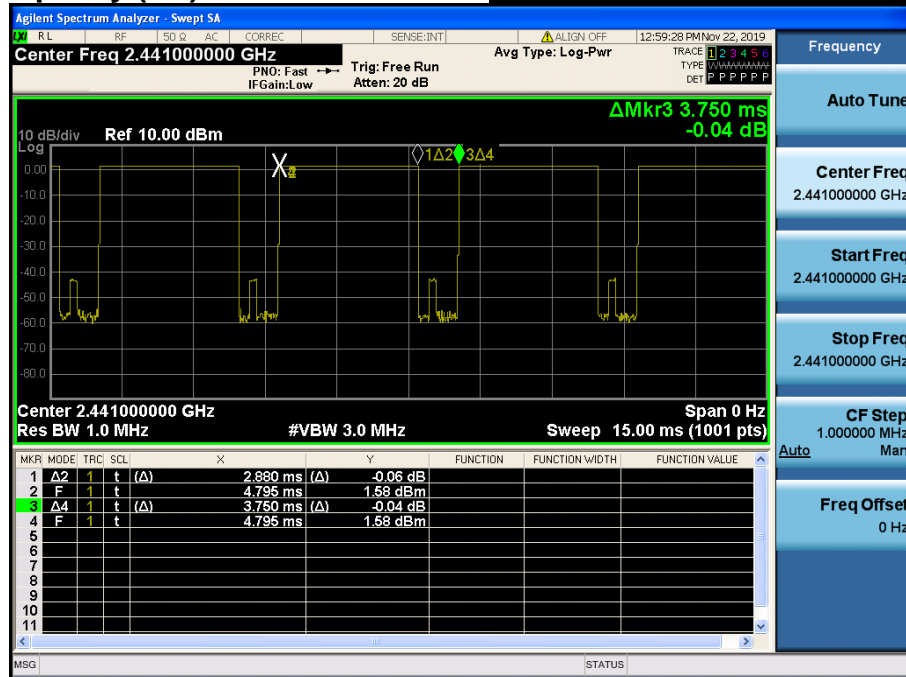 Agilent Spectrum Analyzer - Swept SA
LXI RL RF 50 Ω AC CORREC SENSE:INT ALIGN OFF 12:59:28 PM Nov 22, 2019
Center Freq 2.441000000 GHz
PNO: Fast
IFGain:Low
Trig: Free Run
Atten: 20 dB
Avg Type: Log-Pwr
TRACE 1 2 3 4 5 6
TYPE WWWWWW
DET P P P P P P
ΔMkr3 3.750 ms
-0.04 dB
10 dB/div Ref 10.00 dBm
Log
1Δ2 3Δ4
0.00
-10.0
-20.0
-30.0
-40.0
-50.0
-60.0
-70.0
-80.0
Center 2.441000000 GHz Span 0 Hz
Res BW 1.0 MHz #VBW 3.0 MHz Sweep 15.00 ms (1001 pts)
MKR MODE TRC SCL X Y FUNCTION FUNCTION WIDTH FUNCTION VALUE
1 Δ2 1 t (Δ) 2.880 ms (Δ) -0.06 dB
2 F 1 t 4.795 ms 1.58 dBm
3 Δ4 1 t (Δ) 3.750 ms (Δ) -0.04 dB
4 F 1 t 4.795 ms 1.58 dBm
5
6
7
8
9
10
11
MSG STATUS
Frequency
Auto Tune
Center Freq
2.441000000 GHz
Start Freq
2.441000000 GHz
Stop Freq
2.441000000 GHz
CF Step
1.000000 MHz
Auto Man
Freq Offset
0 Hz